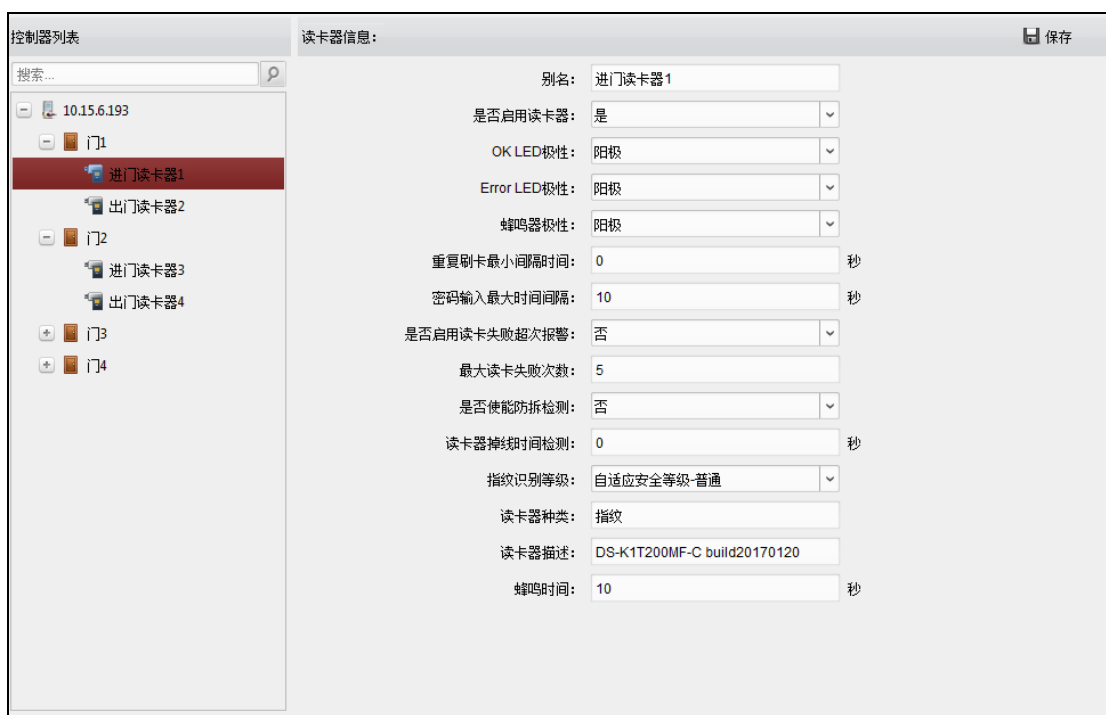 控制器列表
读卡器信息：
保存
搜索...
10.15.6.193
门1
进门读卡器1
出门读卡器2
门2
进门读卡器3
出门读卡器4
门3
门4
别名： 进门读卡器1
是否启用读卡器： 是
OK LED极性： 阳极
Error LED极性： 阳极
蜂鸣器极性： 阳极
重复刷卡最小间隔时间： 0 秒
密码输入最大时间间隔： 10 秒
是否启用读卡失败超次报警： 否
最大读卡失败次数： 5
是否使能防拆检测： 否
读卡器掉线时间检测： 0 秒
指纹识别等级： 自适应安全等级-普通
读卡器种类： 指纹
读卡器描述： DS-K1T200MF-C build20170120
蜂鸣时间： 10 秒